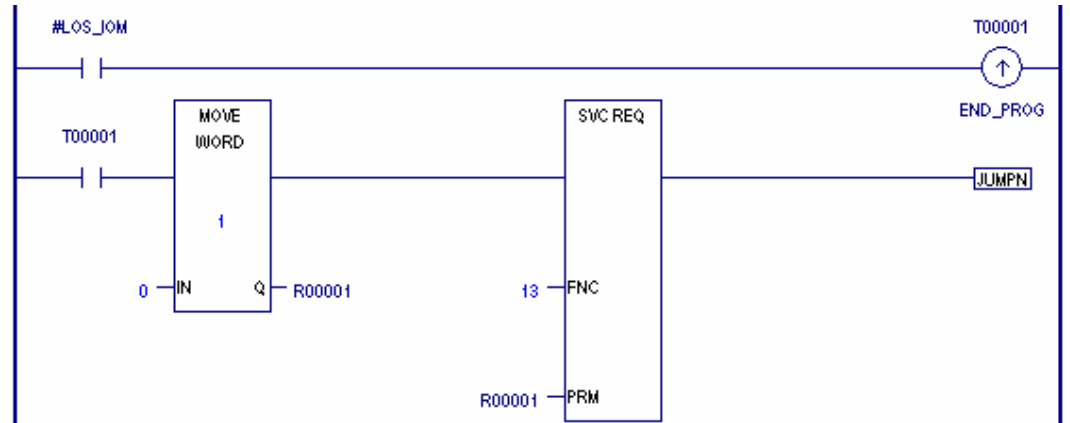 #LOS_IOM T00001
END_PROG
T00001 MOVE WORD SVC REQ JUMPN
1
0 IN Q R00001 13 FNC
R00001 PRM